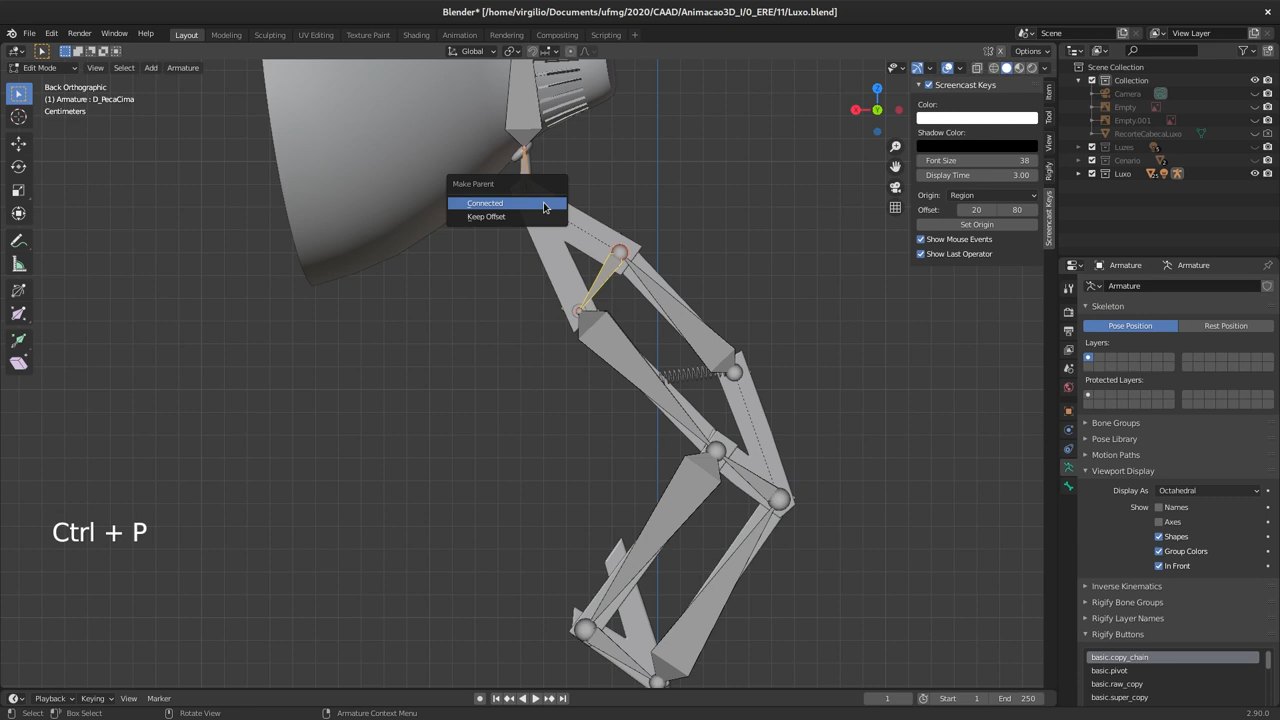 Blender* [/home/virgilio/Documents/ufmg/2020/CAAD/Animacao3D_I/0_ERE/11/Luxo.blend]
File Edit Render Window Help Layout Modeling Sculpting UV Editing Texture Paint Shading Animation Rendering Compositing Scripting Scene View Layer
Global Options
Edit Mode View Select Add Armature
Back Orthographic
(1) Armature : D_PecaCima
Centimeters
Make Parent
Connected
Keep Offset
Ctrl + P
Z
Y
X
Screencast Keys
Color:
Shadow Color:
Font Size 38
Display Time 3.00
Origin: Region
Offset: 20 80
Set Origin
Show Mouse Events
Show Last Operator
Item
Tool
View
Rigify
Screencast Keys
Scene Collection
Collection
Camera
Empty
Empty.001
RecorteCabecaLuxo
Luzes
Cenario
Luxo
Armature Armature
Armature
Skeleton
Pose Position Rest Position
Layers:
Protected Layers:
Bone Groups
Pose Library
Motion Paths
Viewport Display
Display As Octahedral
Show Names
Axes
Shapes
Group Colors
In Front
Inverse Kinematics
Rigify Bone Groups
Rigify Layer Names
Rigify Buttons
basic.copy_chain
basic.pivot
basic.raw_copy
basic.super_copy
Playback Keying View Marker 1 Start 1 End 250
Select Box Select Rotate View Armature Context Menu 2.90.0